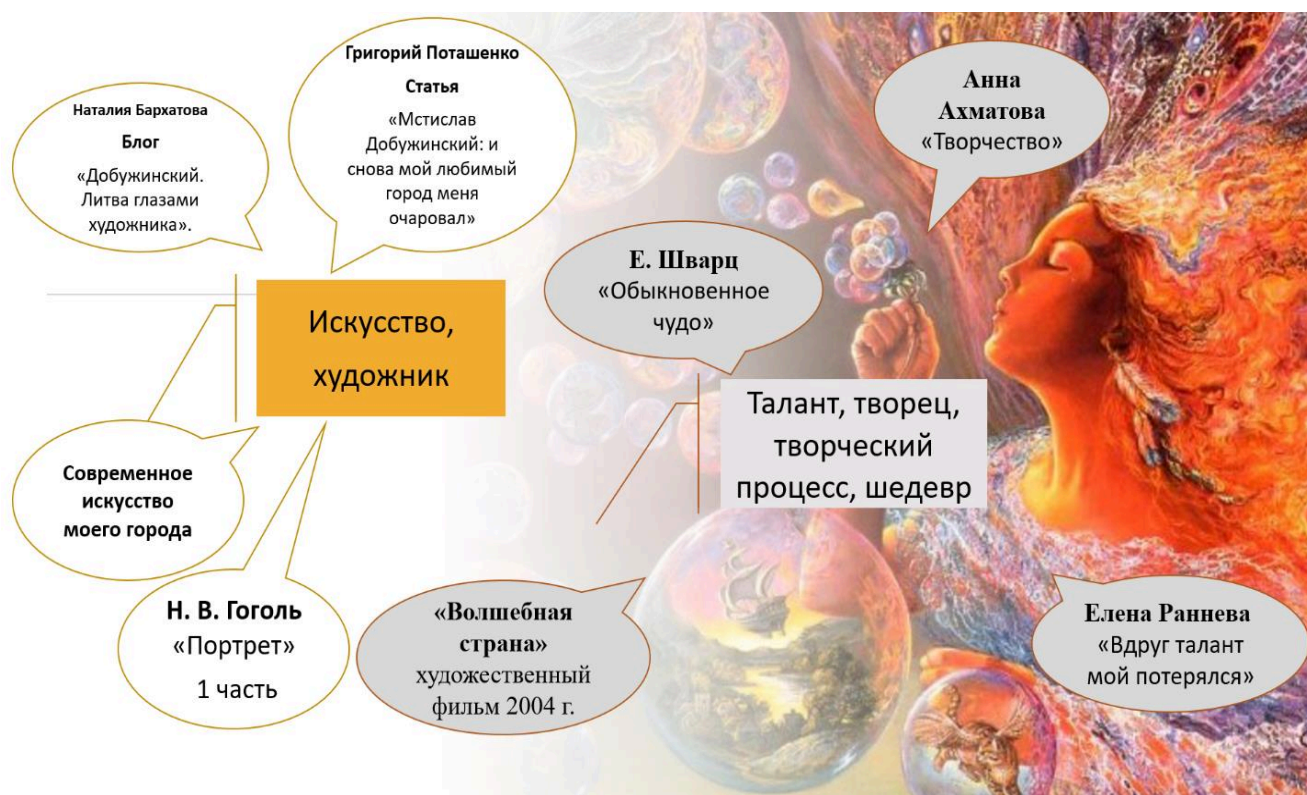 Наталия Бархатова
Блог
«Добужинский.
Литва глазами
художника».
Григорий Поташенко
Статья
«Мстислав
Добужинский: и
снова мой любимый
город меня
очаровал»
Анна
Ахматова
«Творчество»
Е. Шварц
«Обыкновенное
чудо»
Искусство,
художник
Талант, творец,
творческий
процесс, шедевр
Современное
искусство
моего города
Н. В. Гоголь
«Портрет»
1 часть
«Волшебная
страна»
художественный
фильм 2004 г.
Елена Раннева
«Вдруг талант
мой потерялся»